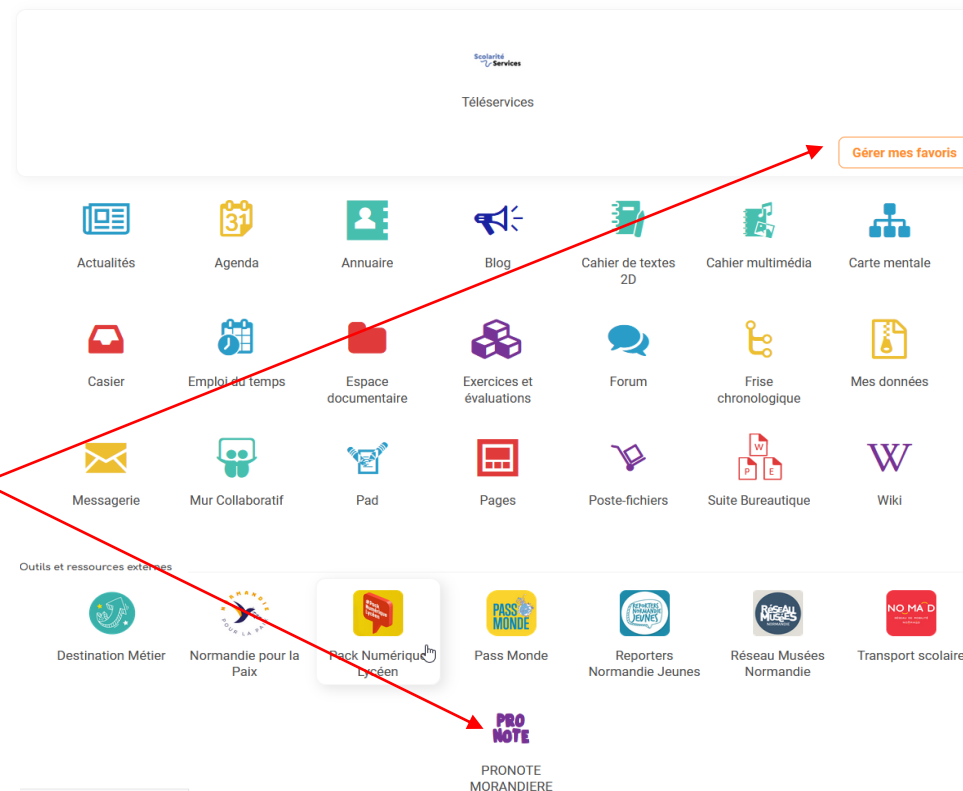 Scolarité
Services
Téléservices
Gérer mes favoris
31
Actualités
Agenda
Annuaire
Blog
Cahier de textes
2D
Cahier multimédia
Carte mentale
Casier
Emploi du temps
Espace
documentaire
Exercices et
évaluations
Forum
Frise
chronologique
Mes données
W
P E
W
Messagerie
Mur Collaboratif
Pad
Pages
Poste-fichiers
Suite Bureautique
Wiki
Outils et ressources externes
NORMANDIE
POUR LA PAIX
#Pack
Numérique
Lycéen
PASS
MONDE
REPORTERS
NORMANDIE
JEUNES
RÉSEAU
MUSÉES
NORMANDIE
NO MA D
Destination Métier
Normandie pour la
Paix
Pack Numérique
Lycéen
Pass Monde
Reporters
Normandie Jeunes
Réseau Musées
Normandie
Transport scolaire
PRO
NOTE
PRONOTE
MORANDIERE